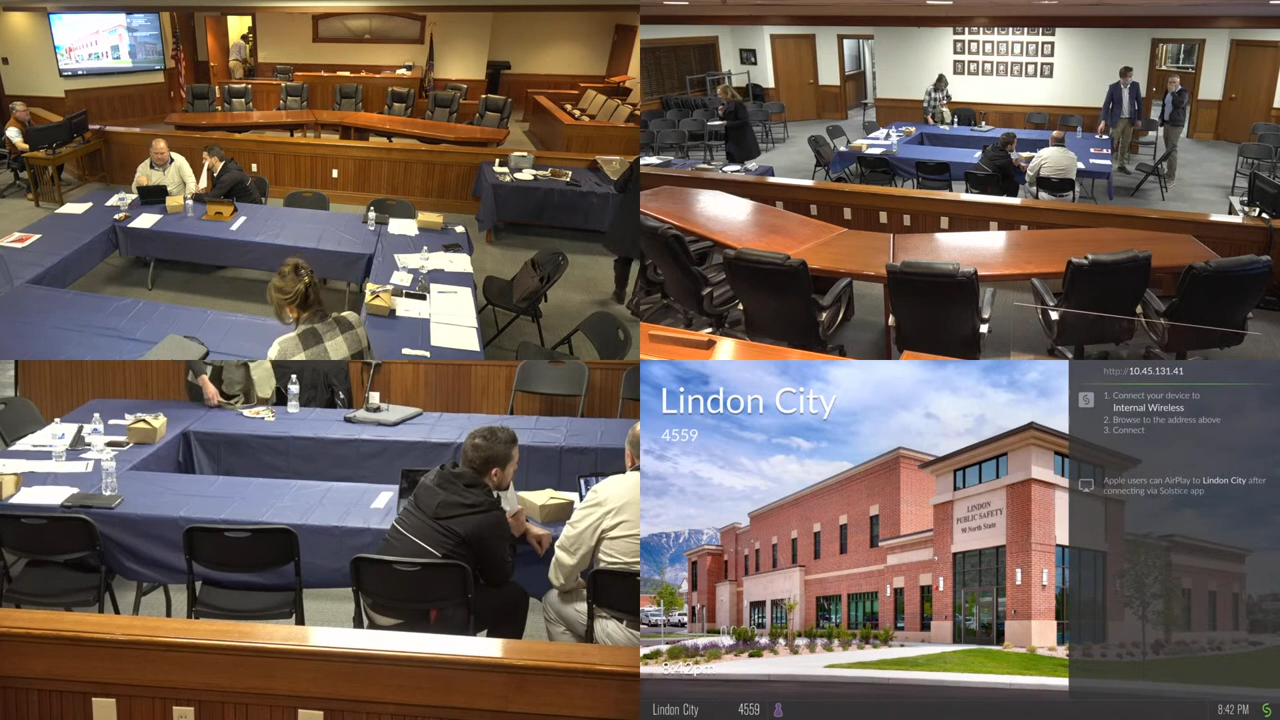 http://10.45.131.41
Lindon City
4559
1. Connect your device to
Internal Wireless
2. Browse to the address above
3. Connect
Apple users can AirPlay to Lindon City after
connecting via Solstice app
LINDON
PUBLIC SAFETY
90 North State
8:42pm
Lindon City 4559
8:42 PM